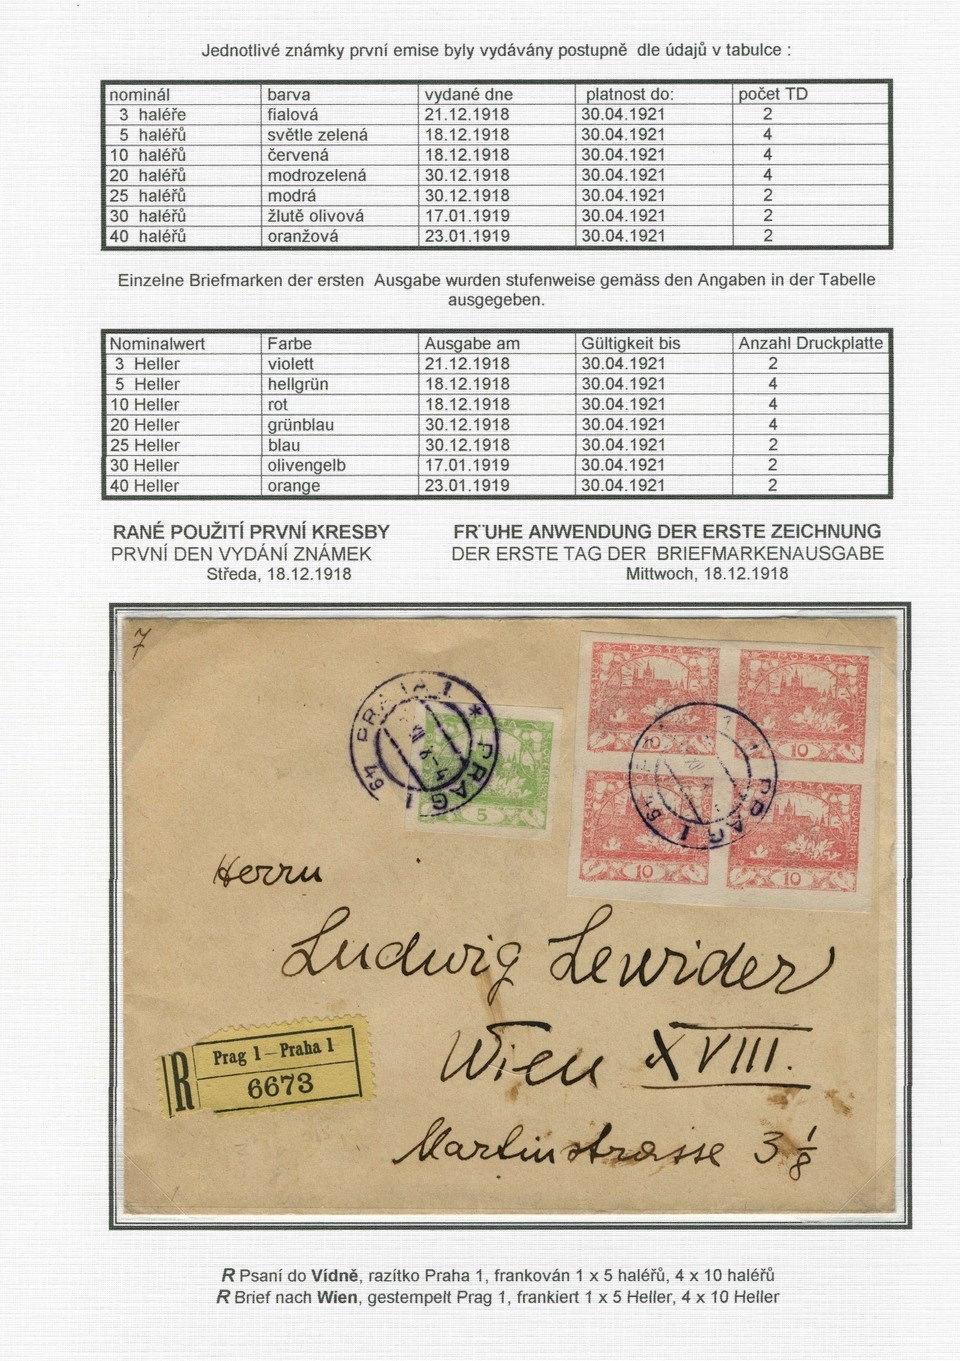 Jednotlivé známky první emise byly vydávány postupně dle údajů v tabulce :
nominál barva vydané dne platnost do: počet TD
3 haléře fialová 21.12.1918 30.04.1921 2
5 haléřů světle zelená 18.12.1918 30.04.1921 4
10 haléřů červená 18.12.1918 30.04.1921 4
20 haléřů modrozelená 30.12.1918 30.04.1921 4
25 haléřů modrá 30.12.1918 30.04.1921 2
30 haléřů žlutě olivová 17.01.1919 30.04.1921 2
40 haléřů oranžová 23.01.1919 30.04.1921 2
Einzelne Briefmarken der ersten Ausgabe wurden stufenweise gemäss den Angaben in der Tabelle
ausgegeben.
Nominalwert Farbe Ausgabe am Gültigkeit bis Anzahl Druckplatte
3 Heller violett 21.12.1918 30.04.1921 2
5 Heller hellgrün 18.12.1918 30.04.1921 4
10 Heller rot 18.12.1918 30.04.1921 4
20 Heller grünblau 30.12.1918 30.04.1921 4
25 Heller blau 30.12.1918 30.04.1921 2
30 Heller olivengelb 17.01.1919 30.04.1921 2
40 Heller orange 23.01.1919 30.04.1921 2
RANÉ POUŽITÍ PRVNÍ KRESBY
PRVNÍ DEN VYDÁNÍ ZNÁMEK
Středa, 18.12.1918
FR¨UHE ANWENDUNG DER ERSTE ZEICHNUNG
DER ERSTE TAG DER BRIEFMARKENAUSGABE
Mittwoch, 18.12.1918
7
PRAHA 1 * PRAG 1 64
5
POSTA
POSTA
10
10
PRAG 1 64
10
10
Herrn
Ludwig Lewider
Wien XVIII.
Martinstrasse 3 1/8
R Prag 1 – Praha 1
6673
R Psaní do Vídně, razítko Praha 1, frankován 1 x 5 haléřů, 4 x 10 haléřů
R Brief nach Wien, gestempelt Prag 1, frankiert 1 x 5 Heller, 4 x 10 Heller